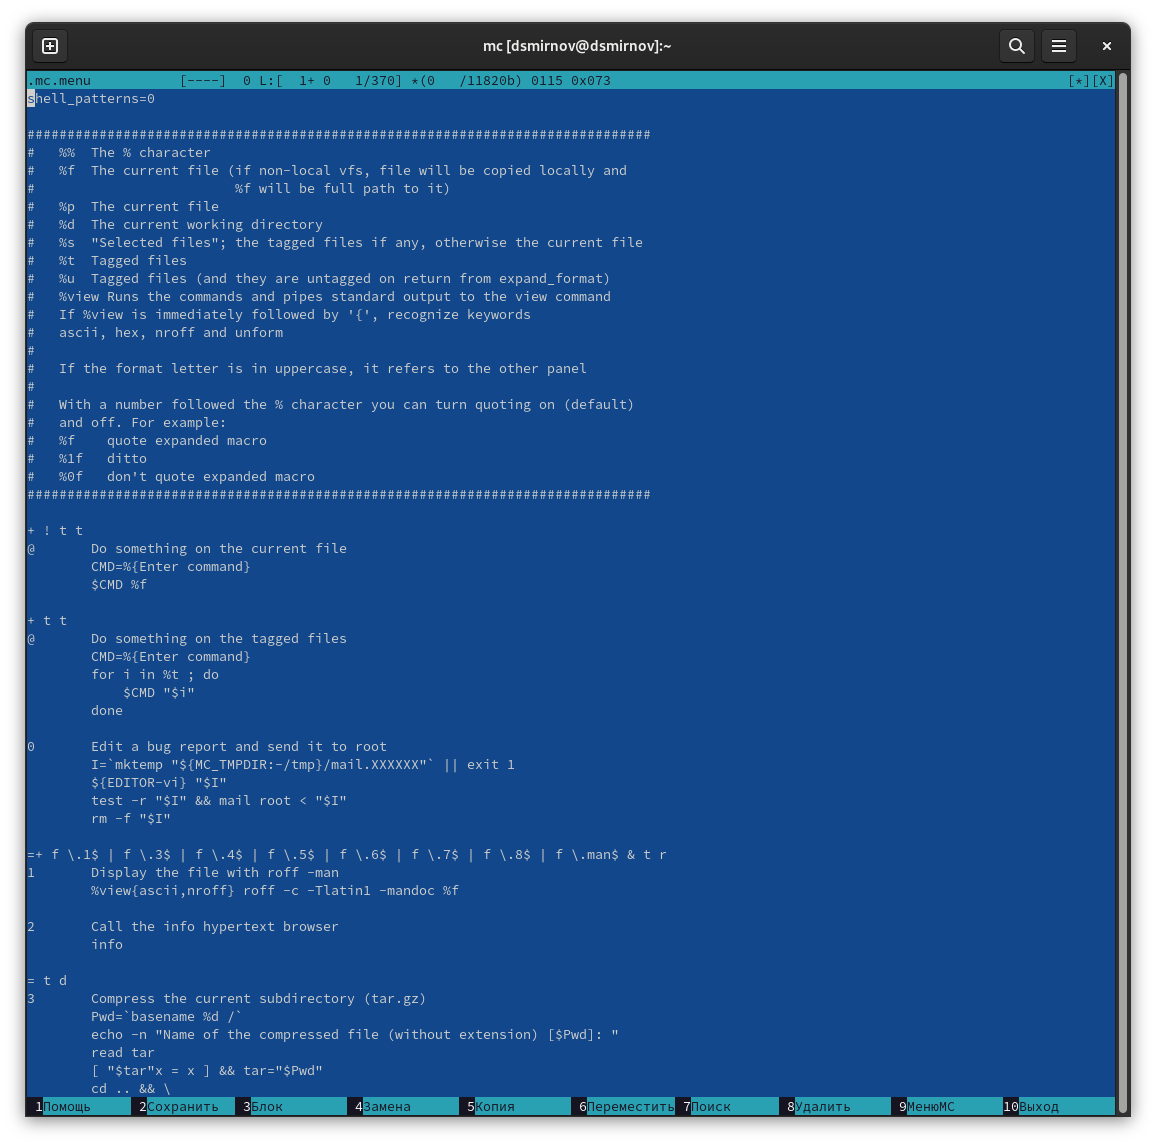 mc [dsmirnov@dsmirnov]:~
.mc.menu           [----]  0 L:[  1+ 0   1/370] *(0   /11820b) 0115 0x073                                                         [*][X]
shell_patterns=0
##############################################################################
#   %%  The % character
#   %f  The current file (if non-local vfs, file will be copied locally and
#                         %f will be full path to it)
#   %p  The current file
#   %d  The current working directory
#   %s  "Selected files"; the tagged files if any, otherwise the current file
#   %t  Tagged files
#   %u  Tagged files (and they are untagged on return from expand_format)
#   %view Runs the commands and pipes standard output to the view command
#   If %view is immediately followed by '{', recognize keywords
#   ascii, hex, nroff and unform
#
#   If the format letter is in uppercase, it refers to the other panel
#
#   With a number followed the % character you can turn quoting on (default)
#   and off. For example:
#   %f    quote expanded macro
#   %1f   ditto
#   %0f   don't quote expanded macro
##############################################################################
+ ! t t
@       Do something on the current file
        CMD=%{Enter command}
        $CMD %f
+ t t
@       Do something on the tagged files
        CMD=%{Enter command}
        for i in %t ; do
            $CMD "$i"
        done
0       Edit a bug report and send it to root
        I=`mktemp "${MC_TMPDIR:-/tmp}/mail.XXXXXX"` || exit 1
        ${EDITOR-vi} "$I"
        test -r "$I" && mail root < "$I"
        rm -f "$I"
=+ f \.1$ | f \.3$ | f \.4$ | f \.5$ | f \.6$ | f \.7$ | f \.8$ | f \.man$ & t r
1       Display the file with roff -man
        %view{ascii,nroff} roff -c -Tlatin1 -mandoc %f
2       Call the info hypertext browser
        info
= t d
3       Compress the current subdirectory (tar.gz)
        Pwd=`basename %d /`
        echo -n "Name of the compressed file (without extension) [$Pwd]: "
        read tar
        [ "$tar"x = x ] && tar="$Pwd"
        cd .. && \
1Помощь 2Сохранить 3Блок 4Замена 5Копия 6Переместить 7Поиск 8Удалить 9МенюМС 10Выход